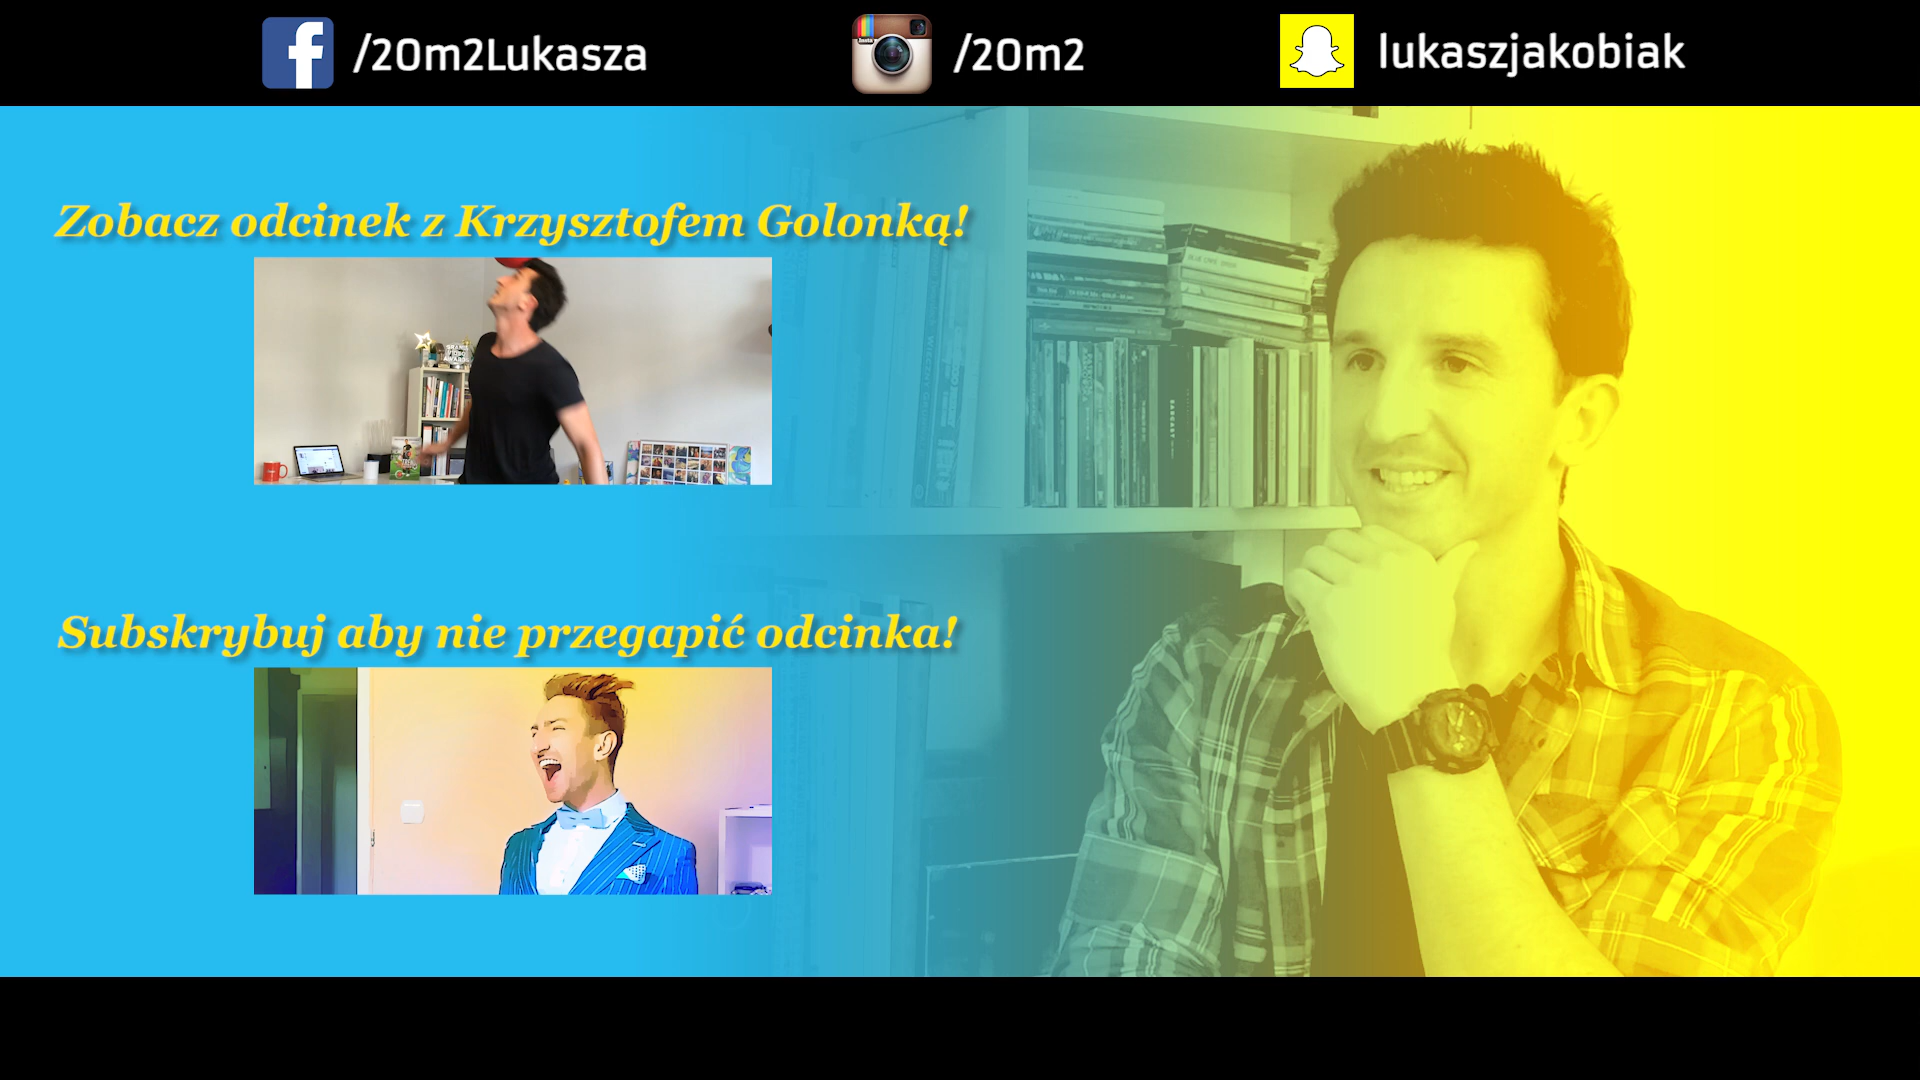 /20m2Lukasza
/20m2
lukaszjakobiak
Zobacz odcinek z Krzysztofem Golonką!
Subskrybuj aby nie przegapić odcinka!